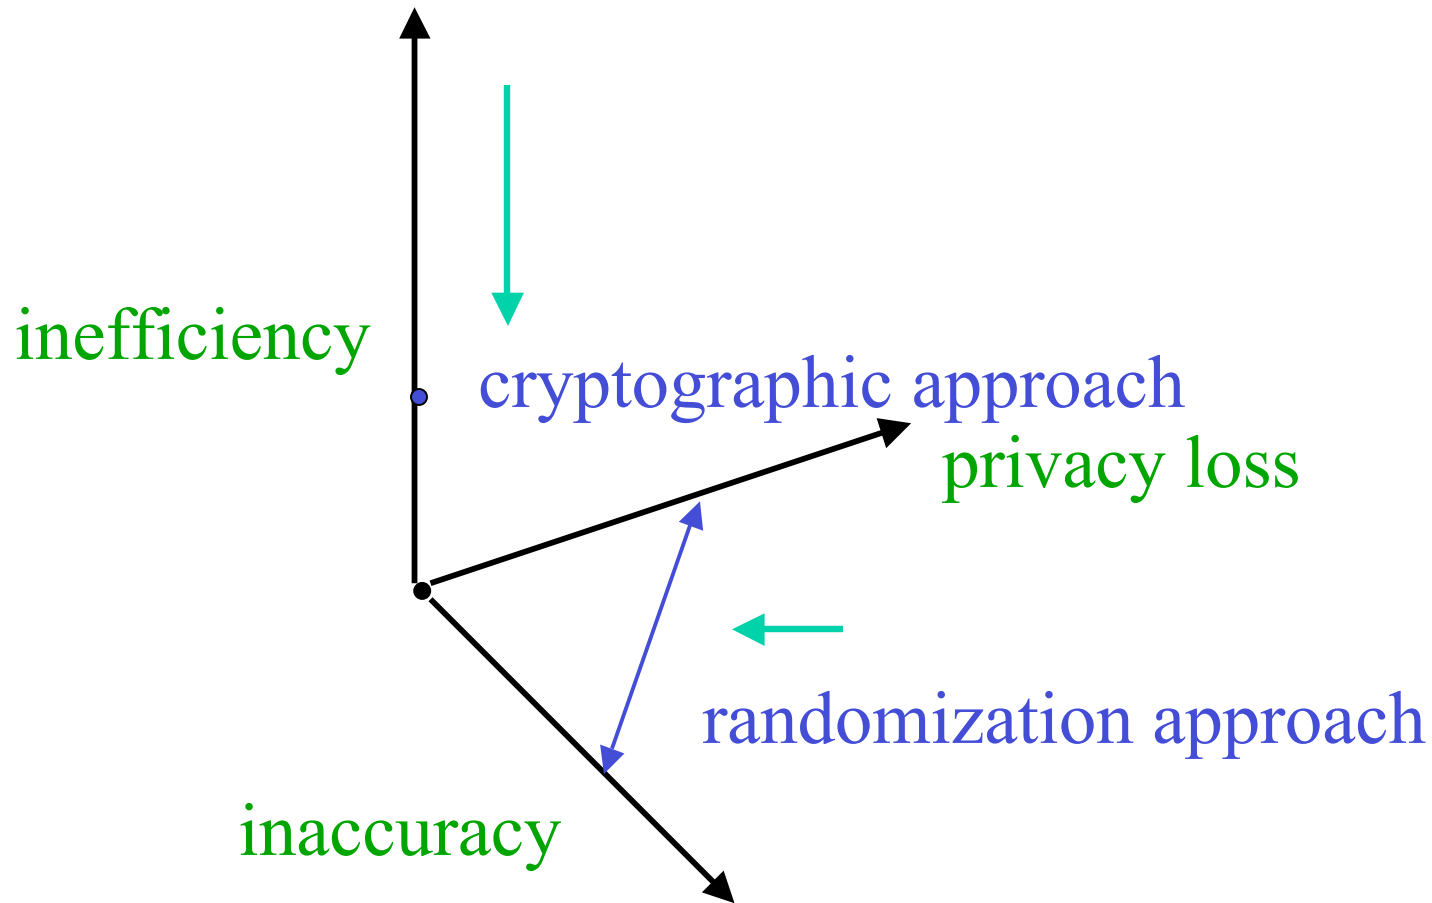 inefficiency
cryptographic approach
privacy loss
randomization approach
inaccuracy